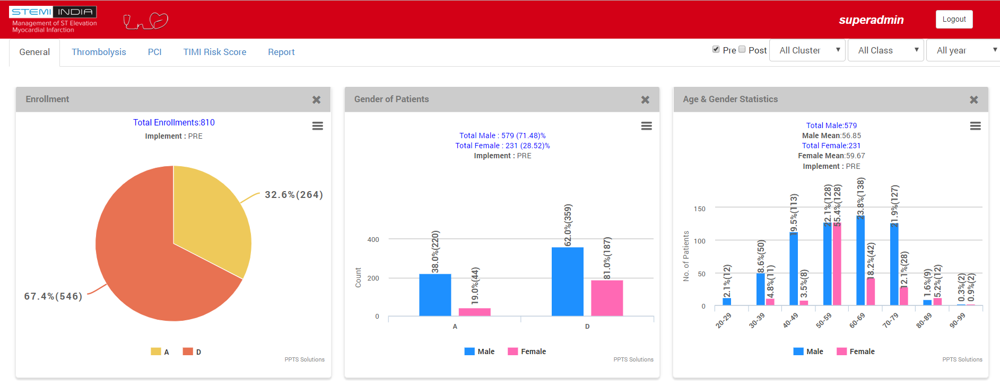 STEMI INDIA
Management of ST Elevation
Myocardial Infarction
superadmin
Logout
General
Thrombolysis
PCI
TIMI Risk Score
Report
Pre
Post
All Cluster
All Class
All year
Enrollment
Total Enrollments:810
Implement : PRE
32.6%(264)
67.4%(546)
A
D
PPTS Solutions
Gender of Patients
Total Male : 579 (71.48)%
Total Female : 231 (28.52)%
Implement : PRE
Count
400
200
0
38.0%(220)
19.0%(44)
62.0%(359)
81.0%(187)
A
D
Male
Female
PPTS Solutions
Age & Gender Statistics
Total Male:579
Male Mean:56.85
Total Female:231
Female Mean:59.67
Implement : PRE
No. of Patients
150
100
50
0
2.1%(12)
8.6%(50)
4.8%(11)
19.5%(113)
3.5%(8)
22.1%(128)
55.4%(128)
23.8%(138)
18.2%(42)
21.9%(127)
12.1%(28)
1.6%(9)
5.2%(12)
0.3%(2)
0.9%(2)
20-29
30-39
40-49
50-59
60-69
70-79
80-89
90-99
Male
Female
PPTS Solutions